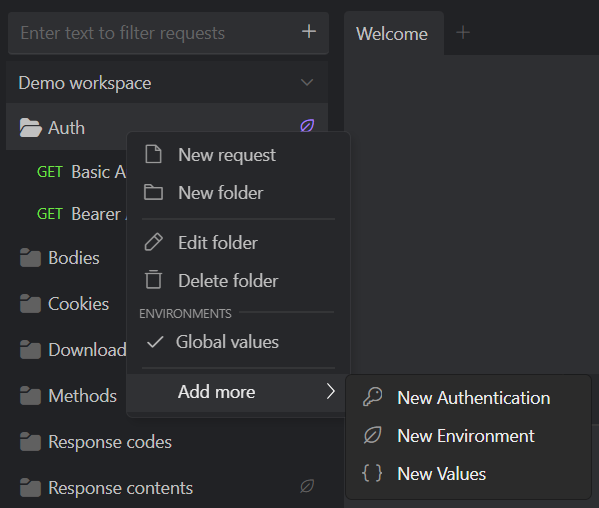 Enter text to filter requests
Welcome
Demo workspace
Auth
GET Basic A
GET Bearer
Bodies
Cookies
Download
Methods
Response codes
Response contents
New request
New folder
Edit folder
Delete folder
ENVIRONMENTS
Global values
Add more
New Authentication
New Environment
New Values